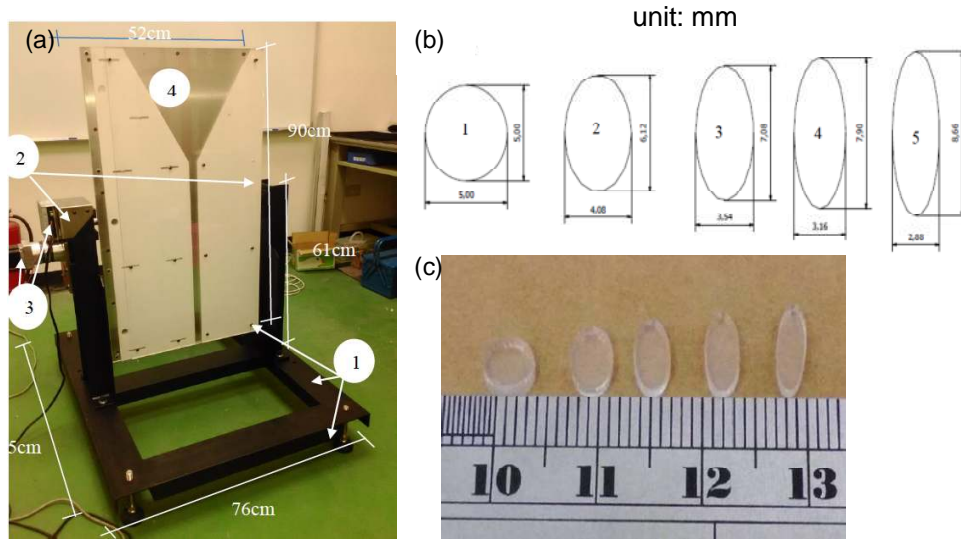 unit: mm
(a)
52cm
4
90cm
2
61cm
3
1
5cm
76cm
(b)
1
5,00
5,00
2
6,12
4,08
3
7,08
3,54
4
7,90
3,16
5
8,66
2,88
(c)
10 11 12 13